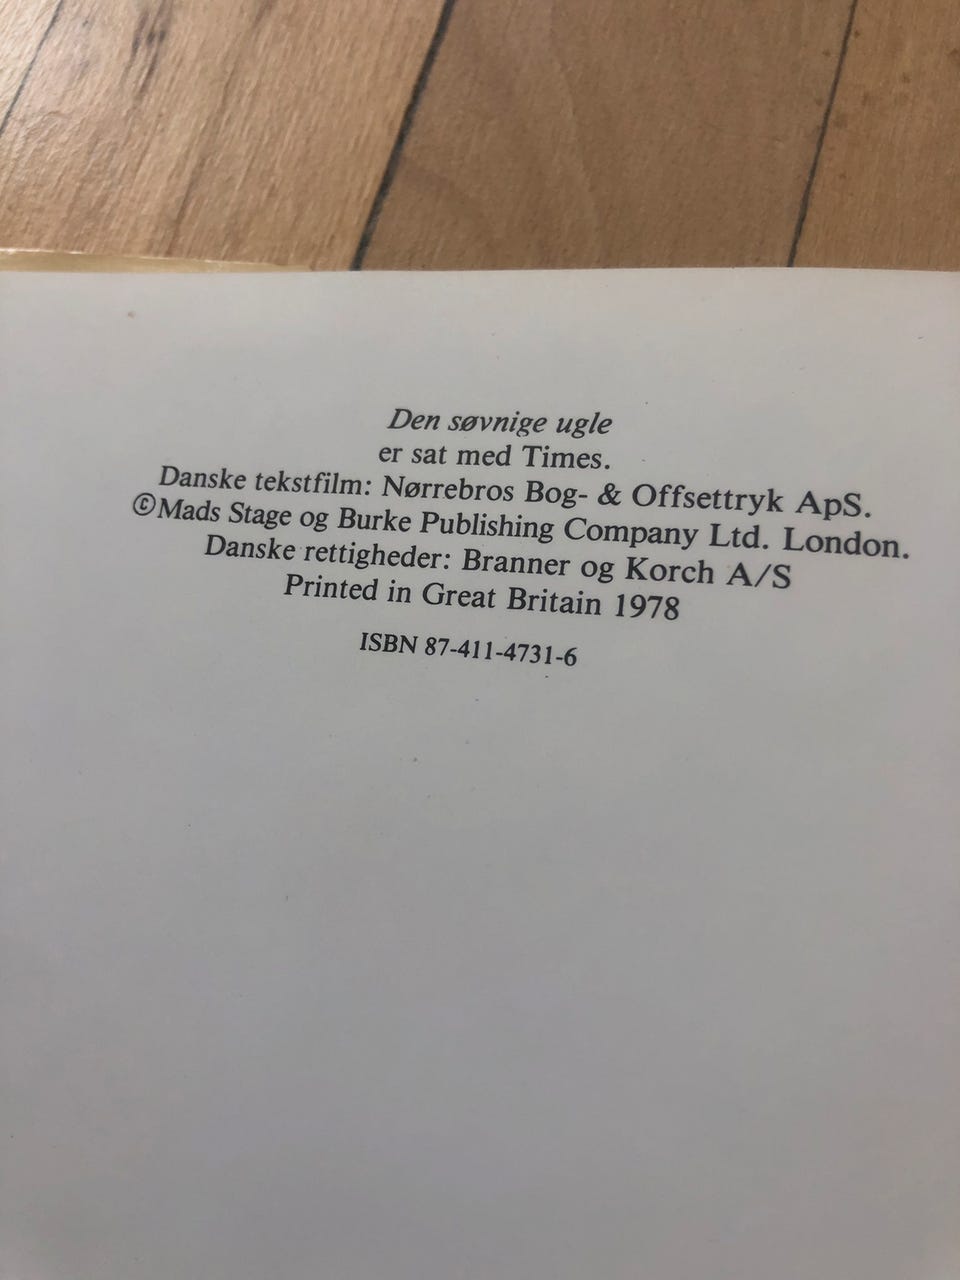 Den søvnige ugle
er sat med Times.
Danske tekstfilm: Nørrebros Bog- & Offsettryk ApS.
©Mads Stage og Burke Publishing Company Ltd. London.
Danske rettigheder: Branner og Korch A/S
Printed in Great Britain 1978
ISBN 87-411-4731-6